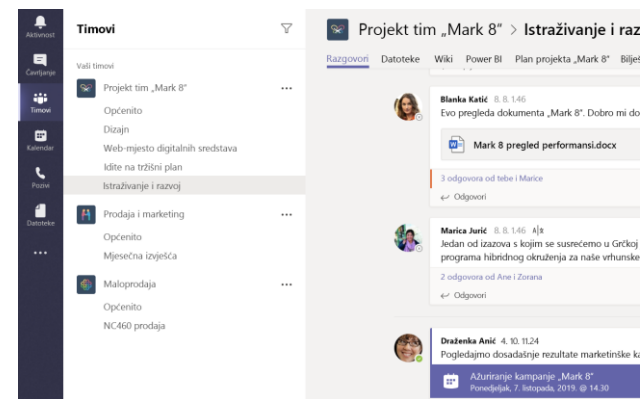 Aktivnost
Čavrljanje
Timovi
Kalendar
Pozivi
Datoteke
Timovi
Vaši timovi
Projekt tim „Mark 8"
Općenito
Dizajn
Web-mjesto digitalnih sredstava
Idite na tržišni plan
Istraživanje i razvoj
Prodaja i marketing
Općenito
Mjesečna izvješća
Maloprodaja
Općenito
NC460 prodaja
Projekt tim „Mark 8" > Istraživanje i raz
Razgovori Datoteke Wiki Power BI Plan projekta „Mark 8" Bilješ
Blanka Katić 8. 8. 1.46
Evo pregleda dokumenta „Mark 8". Dobro mi do
Mark 8 pregled performansi.docx
3 odgovora od tebe i Marice
Odgovori
Marica Jurić 8. 8. 1.46
Jedan od izazova s kojim se susrećemo u Grčkoj
programa hibridnog okruženja za naše vrhunske
2 odgovora od Ane i Zorana
Odgovori
Draženka Anić 4. 10. 11.24
Pogledajmo dosadašnje rezultate marketinške ka
Ažuriranje kampanje „Mark 8"
Ponedjeljak, 7. listopada, 2019. @ 14.30